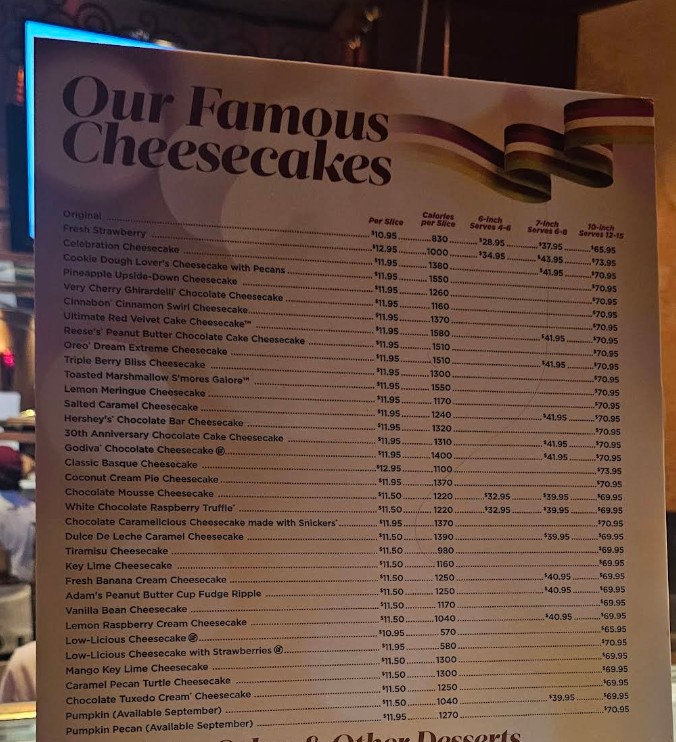 Our Famous
Cheesecakes
Per Slice Calories per Slice 6-inch Serves 4-6 7-inch Serves 6-8 10-inch Serves 12-15
Original $10.95 830 $28.95 $37.95 $65.95
Fresh Strawberry $12.95 1000 $34.95 $43.95 $73.95
Celebration Cheesecake $11.95 1380 $41.95 $70.95
Cookie Dough Lover's Cheesecake with Pecans $11.95 1550 $70.95
Pineapple Upside-Down Cheesecake $11.95 1260 $70.95
Very Cherry Ghirardelli® Chocolate Cheesecake $11.95 1160 $70.95
Cinnabon® Cinnamon Swirl Cheesecake $11.95 1370 $70.95
Ultimate Red Velvet Cake Cheesecake™ $11.95 1580 $41.95 $70.95
Reese's® Peanut Butter Chocolate Cake Cheesecake $11.95 1510 $70.95
Oreo® Dream Extreme Cheesecake $11.95 1510 $41.95 $70.95
Triple Berry Bliss Cheesecake $11.95 1300 $70.95
Toasted Marshmallow S'mores Galore™ $11.95 1550 $70.95
Lemon Meringue Cheesecake $11.95 1170 $70.95
Salted Caramel Cheesecake $11.95 1240 $41.95 $70.95
Hershey's® Chocolate Bar Cheesecake $11.95 1320 $70.95
30th Anniversary Chocolate Cake Cheesecake $11.95 1310 $41.95 $70.95
Godiva® Chocolate Cheesecake $11.95 1400 $41.95 $70.95
Classic Basque Cheesecake $12.95 1100 $73.95
Coconut Cream Pie Cheesecake $11.95 1370 $70.95
Chocolate Mousse Cheesecake $11.50 1220 $32.95 $39.95 $69.95
White Chocolate Raspberry Truffle® $11.50 1220 $32.95 $39.95 $69.95
Chocolate Caramelicious Cheesecake made with Snickers® $11.95 1370 $70.95
Dulce De Leche Caramel Cheesecake $11.50 1390 $39.95 $69.95
Tiramisu Cheesecake $11.50 980 $69.95
Key Lime Cheesecake $11.50 1160 $69.95
Fresh Banana Cream Cheesecake $11.50 1250 $40.95 $69.95
Adam's Peanut Butter Cup Fudge Ripple $11.50 1250 $40.95 $69.95
Vanilla Bean Cheesecake $11.50 1170 $69.95
Lemon Raspberry Cream Cheesecake $11.50 1040 $40.95 $69.95
Low-Licious Cheesecake $10.95 570 $65.95
Low-Licious Cheesecake with Strawberries $11.95 580 $70.95
Mango Key Lime Cheesecake $11.50 1300 $69.95
Caramel Pecan Turtle Cheesecake $11.50 1300 $69.95
Chocolate Tuxedo Cream® Cheesecake $11.50 1250 $69.95
Pumpkin (Available September) $11.50 1040 $39.95 $69.95
Pumpkin Pecan (Available September) $11.95 1270 $70.95
& Other Desserts